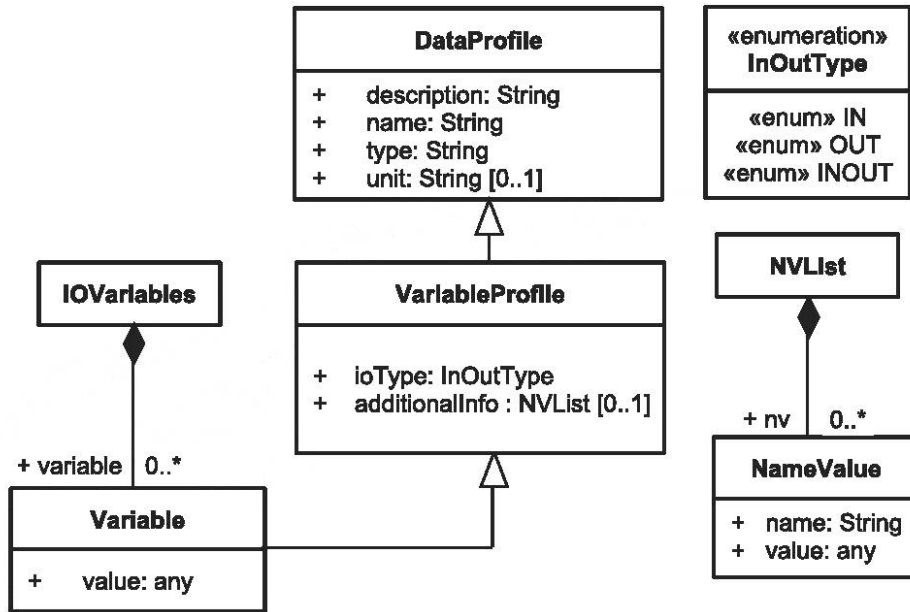 DataProfile
+ description: String
+ name: String
+ type: String
+ unit: String [0..1]
«enumeration»
InOutType
«enum» IN
«enum» OUT
«enum» INOUT
IOVariables
VariableProfile
+ ioType: InOutType
+ additionalInfo : NVList [0..1]
NVList
+ variable 0..*
+ nv 0..*
Variable
+ value: any
NameValue
+ name: String
+ value: any